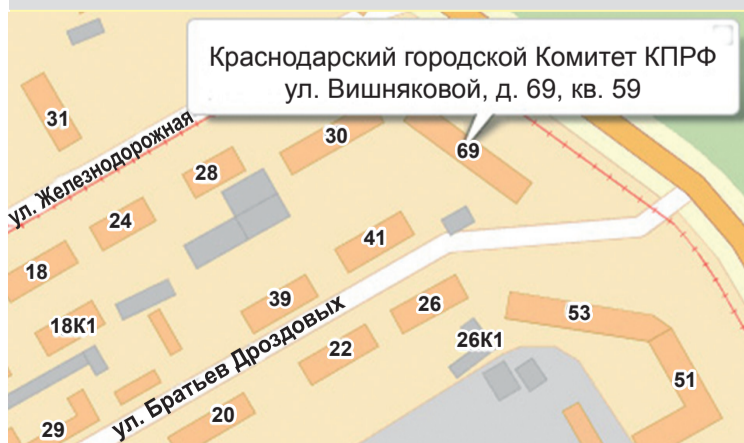 Краснодарский городской Комитет КПРФ
ул. Вишняковой, д. 69, кв. 59
31
ул. Железнодорожная
30
69
28
24
41
18
39
26
53
18К1
ул. Братьев Дроздовых
22
26К1
51
20
29